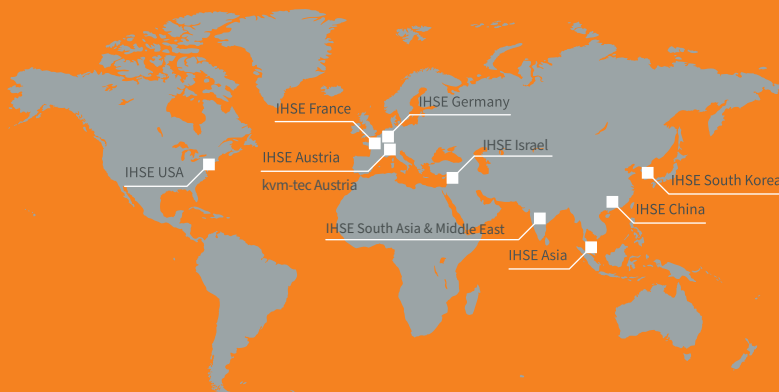 IHSE France
IHSE Germany
IHSE Austria
kvm-tec Austria
IHSE Israel
IHSE USA
IHSE South Korea
IHSE China
IHSE South Asia & Middle East
IHSE Asia